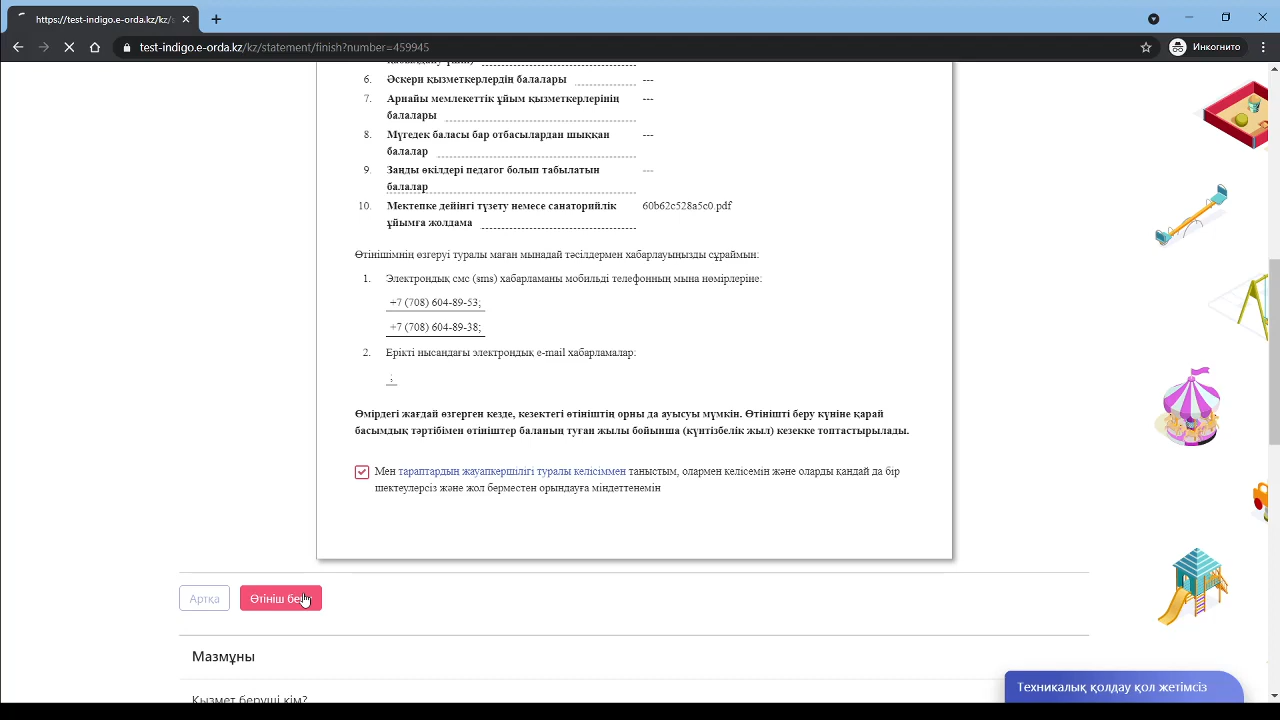 https://test-indigo.e-orda.kz/kz/
test-indigo.e-orda.kz/kz/statement/finish?number=459945
Инкогнито
6. Әскери қызметкерлердің балалары ---
7. Арнайы мемлекеттік ұйым қызметкерлерінің ---
балалары
8. Мүгедек баласы бар отбасылардан шыққан ---
балалар
9. Заңды өкілдері педагог болып табылатын ---
балалар
10. Мектепке дейінгі түзету немесе санаторийлік 60b62c528a5c0.pdf
ұйымға жолдама
Өтінішімнің өзгеруі туралы маған мынадай тәсілдермен хабарлауыңызды сұраймын:
1. Электрондық смс (sms) хабарламаны мобильді телефонның мына нөмірлеріне:
+7 (708) 604-89-53;
+7 (708) 604-89-38;
2. Ерікті нысандағы электрондық e-mail хабарламалар:
;
Өмірдегі жағдай өзгерген кезде, кезектегі өтініштің орны да ауысуы мүмкін. Өтінішті беру күніне қарай
басымдық тәртібімен өтініштер баланың туған жылы бойынша (күнтізбелік жыл) кезекке топтастырылады.
Мен тараптардың жауапкершілігі туралы келісіммен таныстым, олармен келісемін және оларды қандай да бір
шектеулерсіз және жол берместен орындауға міндеттенемін
Артқа
Өтініш
Мазмұны
Қызмет беруші кім?
Техникалық қолдау қол жетімсіз